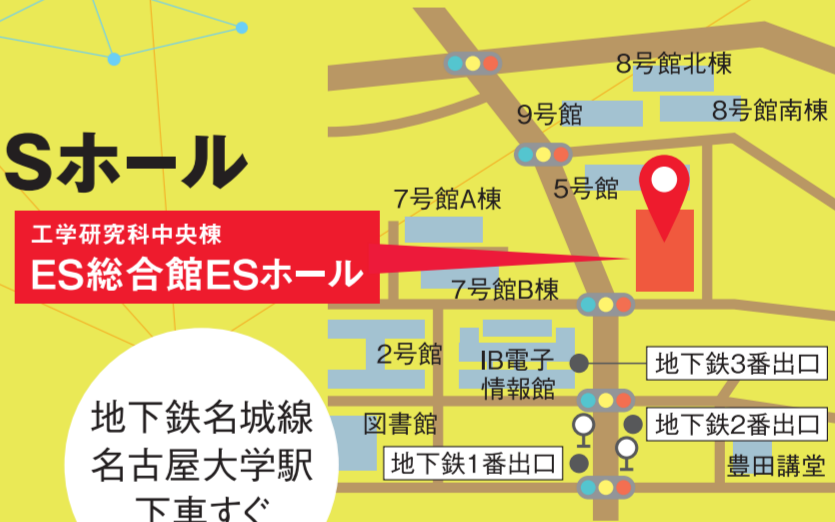 Sホール
工学研究科中央棟
ES総合館ESホール
地下鉄名城線
名古屋大学駅
下車すぐ
8号館北棟
9号館
8号館南棟
5号館
7号館A棟
7号館B棟
2号館
IB電子
情報館
地下鉄3番出口
図書館
地下鉄2番出口
地下鉄1番出口
豊田講堂